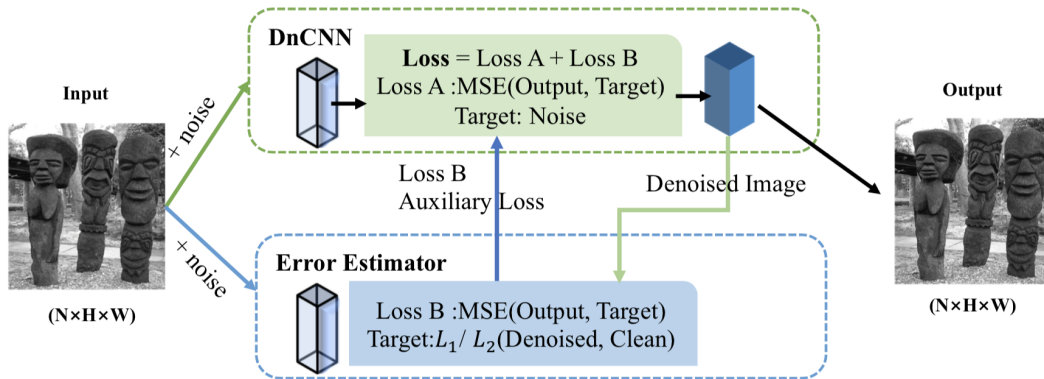 Input
+ noise
+ noise
(N×H×W)
DnCNN
Loss = Loss A + Loss B
Loss A :MSE(Output, Target)
Target: Noise
Loss B
Auxiliary Loss
Denoised Image
Error Estimator
Loss B :MSE(Output, Target)
Target:L₁/ L₂(Denoised, Clean)
Output
(N×H×W)